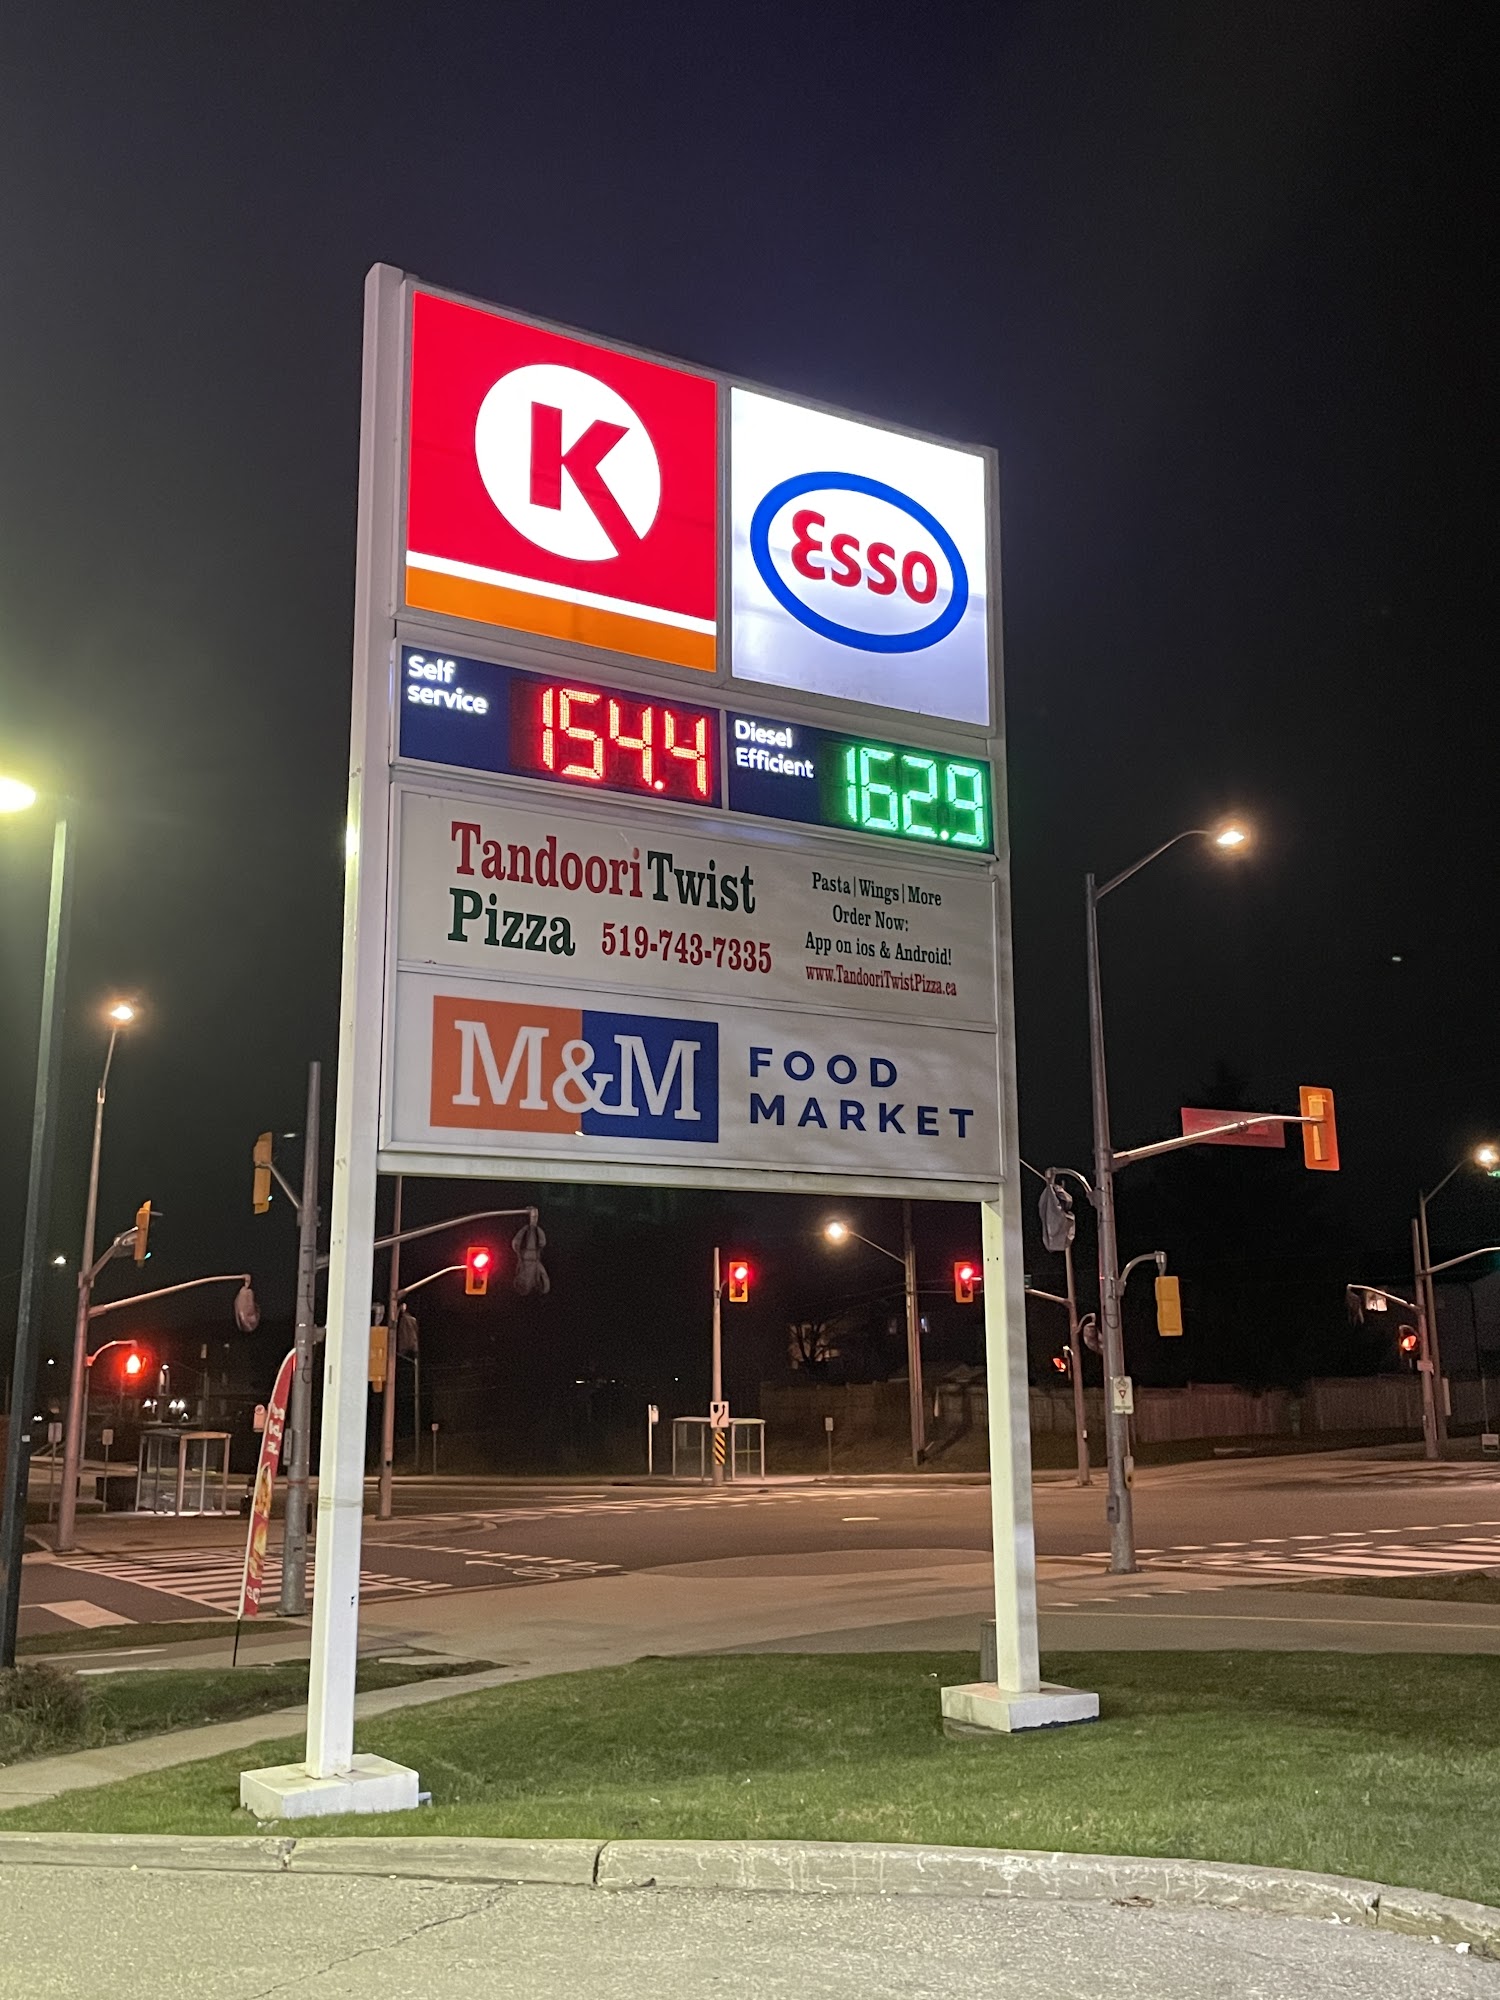 K
Esso
Self
service
154.4
Diesel
Efficient
162.9
Tandoori Twist
Pizza 519-743-7335
Pasta|Wings|More
Order Now:
App on ios & Android!
www.TandooriTwistPizza.ca
M&M FOOD
MARKET